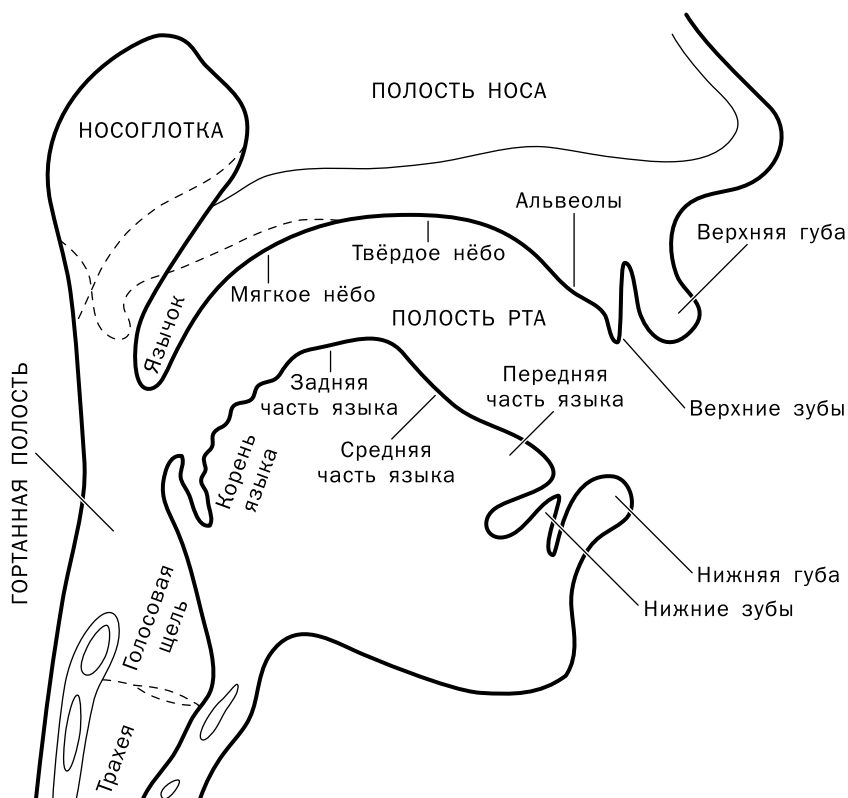 ПОЛОСТЬ НОСА
НОСОГЛОТКА
Альвеолы
Верхняя губа
Твёрдое нёбо
Мягкое нёбо
ПОЛОСТЬ РТА
Язычок
Задняя
часть языка
Передняя
часть языка
Верхние зубы
Средняя
часть языка
Корень
языка
ГОРТАННАЯ ПОЛОСТЬ
Нижняя губа
Нижние зубы
Голосовая
щель
Трахея